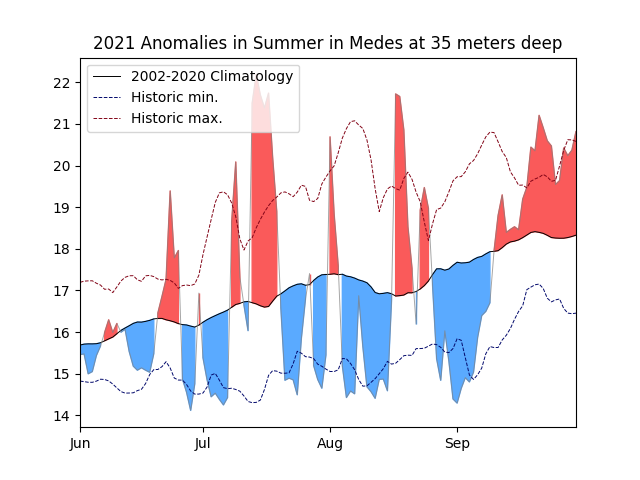 2021 Anomalies in Summer in Medes at 35 meters deep
2002-2020 Climatology
Historic min.
Historic max.
22
21
20
19
18
17
16
15
14
Jun Jul Aug Sep